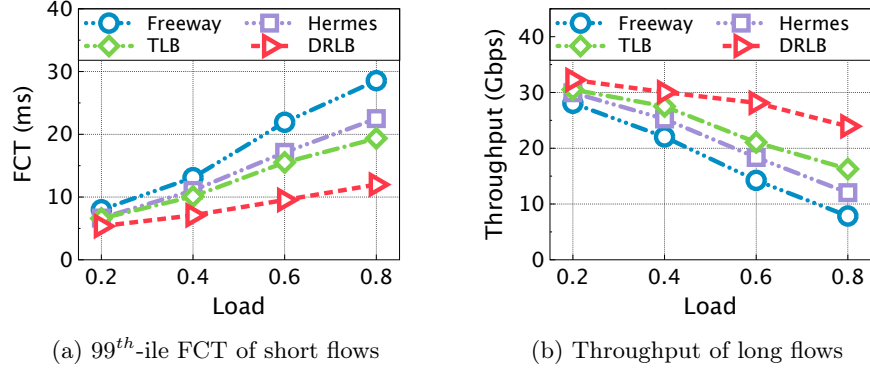 Freeway Hermes
TLB DRLB
FCT (ms)
40
30
20
10
0
0.2 0.4 0.6 0.8
Load
(a) 99th-ile FCT of short flows
Freeway Hermes
TLB DRLB
Throughput (Gbps)
50
40
30
20
10
0
0.2 0.4 0.6 0.8
Load
(b) Throughput of long flows